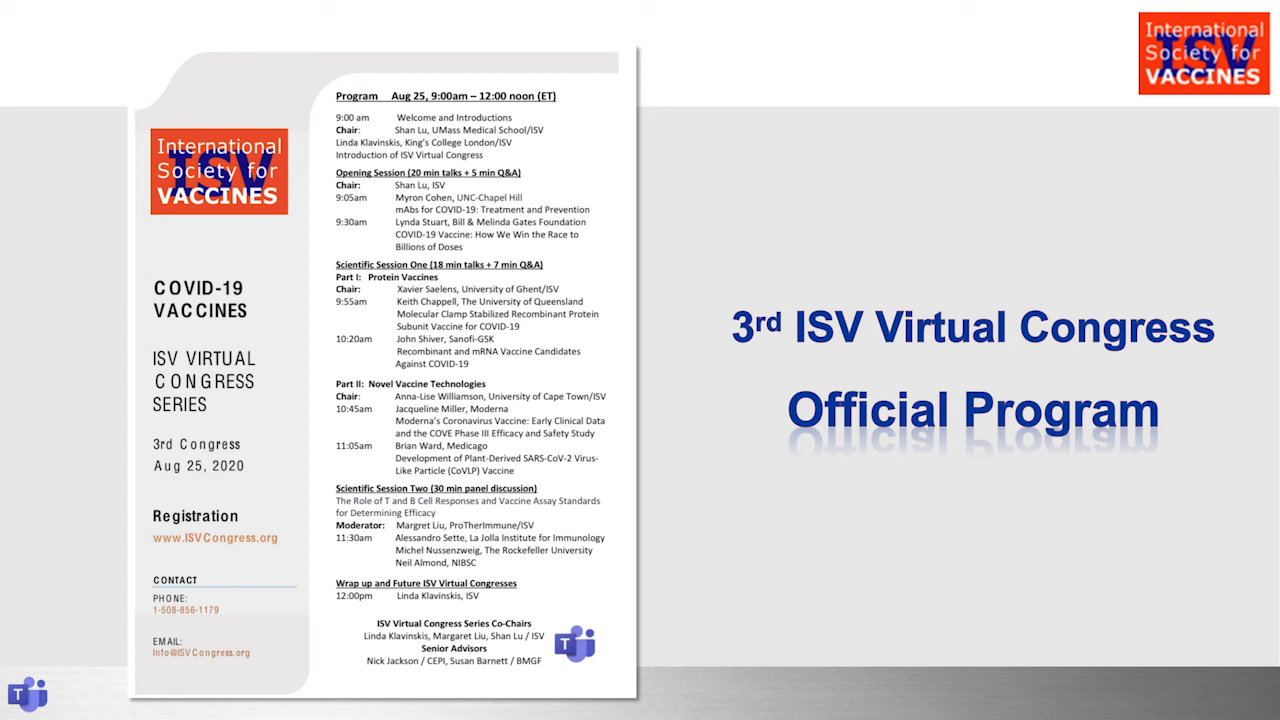 International
Society for
VACCINES
ISV
International
Society for
VACCINES
ISV
COVID-19
VACCINES
ISV VIRTUAL
CONGRESS
SERIES
3rd Congress
Aug 25, 2020
Registration
www.ISVCongress.org
CONTACT
PHONE:
1-508-856-1179
EMAIL:
Info@ISVCongress.org
Program Aug 25, 9:00am – 12:00 noon (ET)
9:00 am Welcome and Introductions
Chair: Shan Lu, UMass Medical School/ISV
Linda Klavinskis, King's College London/ISV
Introduction of ISV Virtual Congress
Opening Session (20 min talks + 5 min Q&A)
Chair: Shan Lu, ISV
9:05am Myron Cohen, UNC-Chapel Hill
mAbs for COVID-19: Treatment and Prevention
9:30am Lynda Stuart, Bill & Melinda Gates Foundation
COVID-19 Vaccine: How We Win the Race to
Billions of Doses
Scientific Session One (18 min talks + 7 min Q&A)
Part I: Protein Vaccines
Chair: Xavier Saelens, University of Ghent/ISV
9:55am Keith Chappell, The University of Queensland
Molecular Clamp Stabilized Recombinant Protein
Subunit Vaccine for COVID-19
10:20am John Shiver, Sanofi-GSK
Recombinant and mRNA Vaccine Candidates
Against COVID-19
Part II: Novel Vaccine Technologies
Chair: Anna-Lise Williamson, University of Cape Town/ISV
10:45am Jacqueline Miller, Moderna
Moderna's Coronavirus Vaccine: Early Clinical Data
and the COVE Phase III Efficacy and Safety Study
11:05am Brian Ward, Medicago
Development of Plant-Derived SARS-CoV-2 Virus-
Like Particle (CoVLP) Vaccine
Scientific Session Two (30 min panel discussion)
The Role of T and B Cell Responses and Vaccine Assay Standards
for Determining Efficacy
Moderator: Margret Liu, ProTherImmune/ISV
11:30am Alessandro Sette, La Jolla Institute for Immunology
Michel Nussenzweig, The Rockefeller University
Neil Almond, NIBSC
Wrap up and Future ISV Virtual Congresses
12:00pm Linda Klavinskis, ISV
ISV Virtual Congress Series Co-Chairs
Linda Klavinskis, Margaret Liu, Shan Lu / ISV
Senior Advisors
Nick Jackson / CEPI, Susan Barnett / BMGF
T
3rd ISV Virtual Congress
Official Program
T